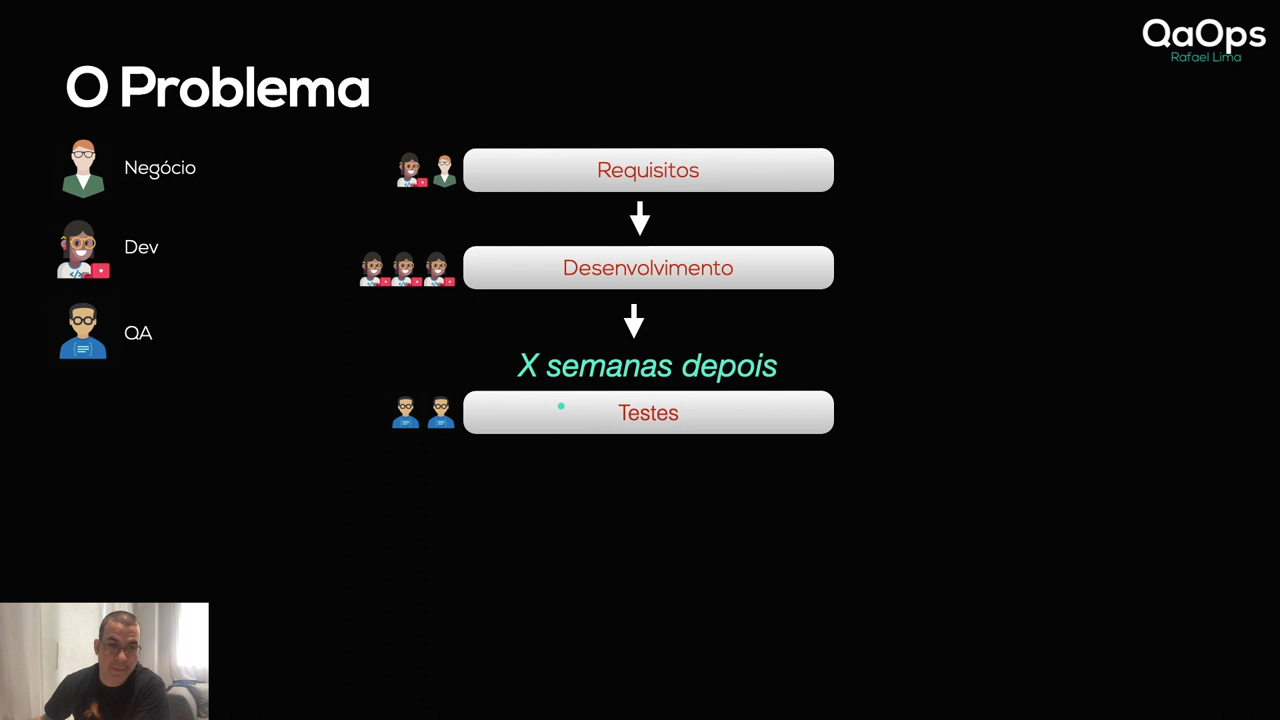 QaOps
Rafael Lima
O Problema
Negócio
Dev
QA
Requisitos
Desenvolvimento
X semanas depois
Testes